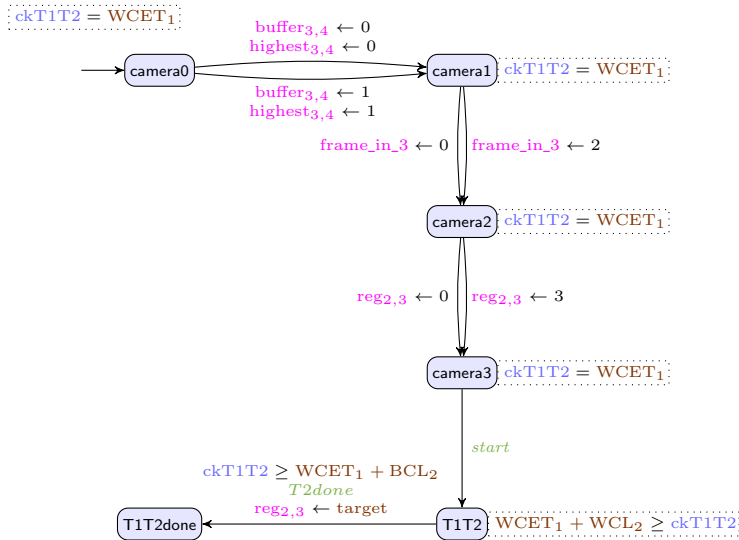 ckT1T2 = WCET₁
buffer₃,₄ ← 0
highest₃,₄ ← 0
camera0
camera1
ckT1T2 = WCET₁
buffer₃,₄ ← 1
highest₃,₄ ← 1
frame_in_3 ← 0
frame_in_3 ← 2
camera2
ckT1T2 = WCET₁
reg₂,₃ ← 0
reg₂,₃ ← 3
camera3
ckT1T2 = WCET₁
start
ckT1T2 ≥ WCET₁ + BCL₂
T2done
reg₂,₃ ← target
T1T2done
T1T2
WCET₁ + WCL₂ ≥ ckT1T2